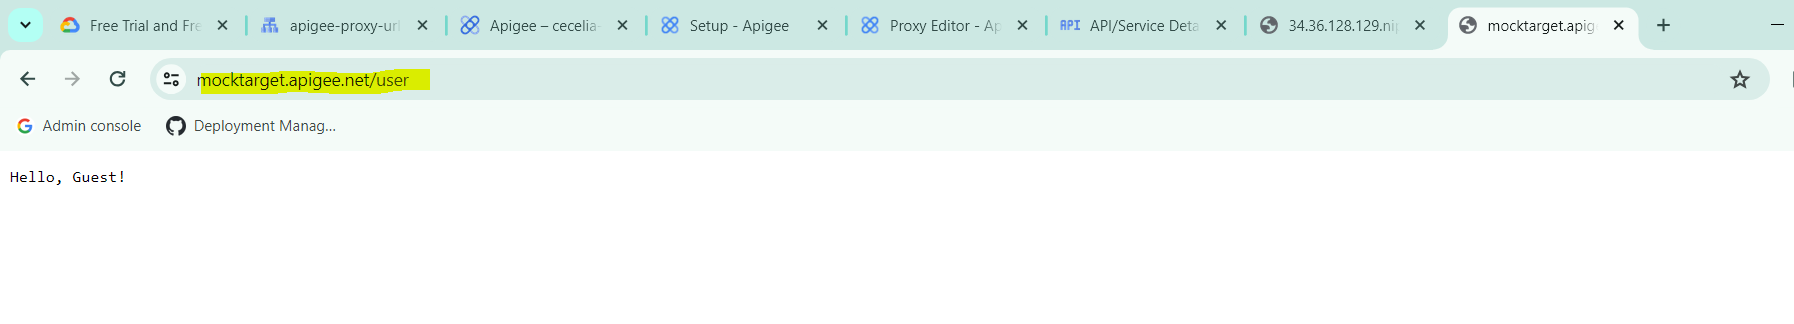 Free Trial and Fre
apigee-proxy-url
Apigee – cecelia-
Setup - Apigee
Proxy Editor - Ap
API API/Service Deta
34.36.128.129.nip
mocktarget.apige
mocktarget.apigee.net/user
Admin console
Deployment Manag...
Hello, Guest!